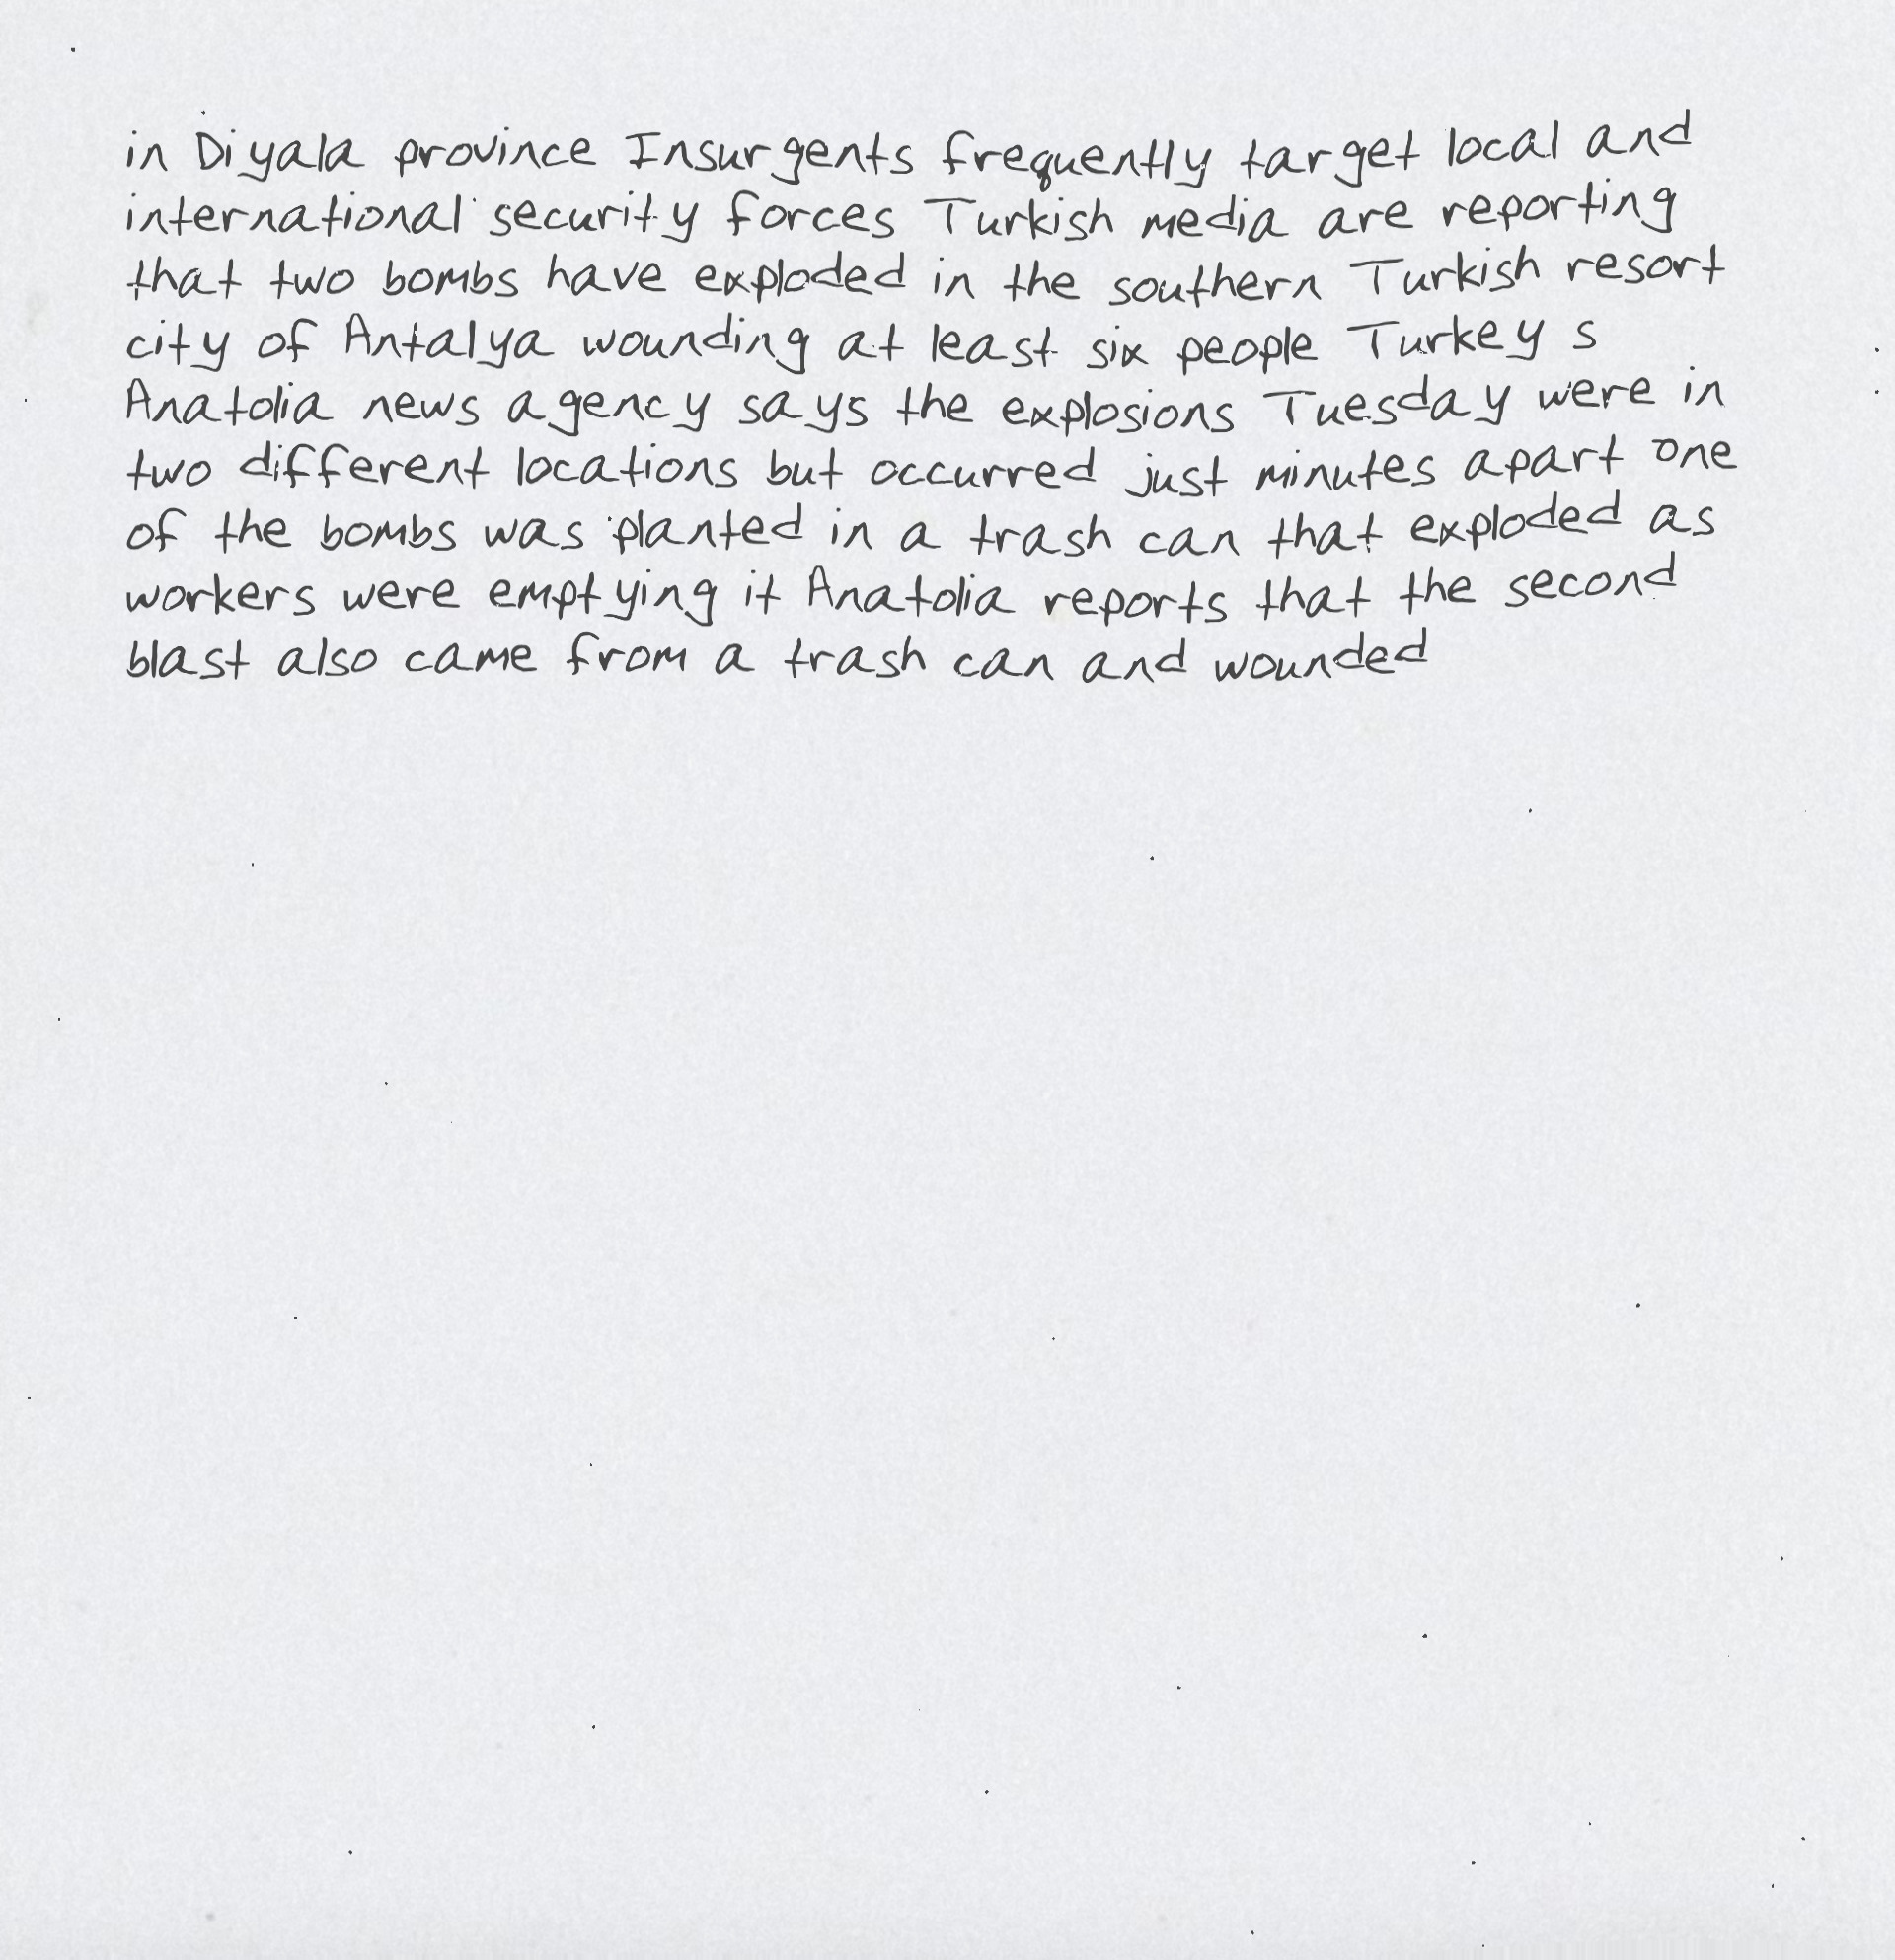 in Diyala province Insurgents frequently target local and
international security forces Turkish media are reporting
that two bombs have exploded in the southern Turkish resort
city of Antalya wounding at least six people Turkey s
Anatolia news agency says the explosions Tuesday were in
two different locations but occurred just minutes apart One
of the bombs was planted in a trash can that exploded as
workers were emptying it Anatolia reports that the second
blast also came from a trash can and wounded